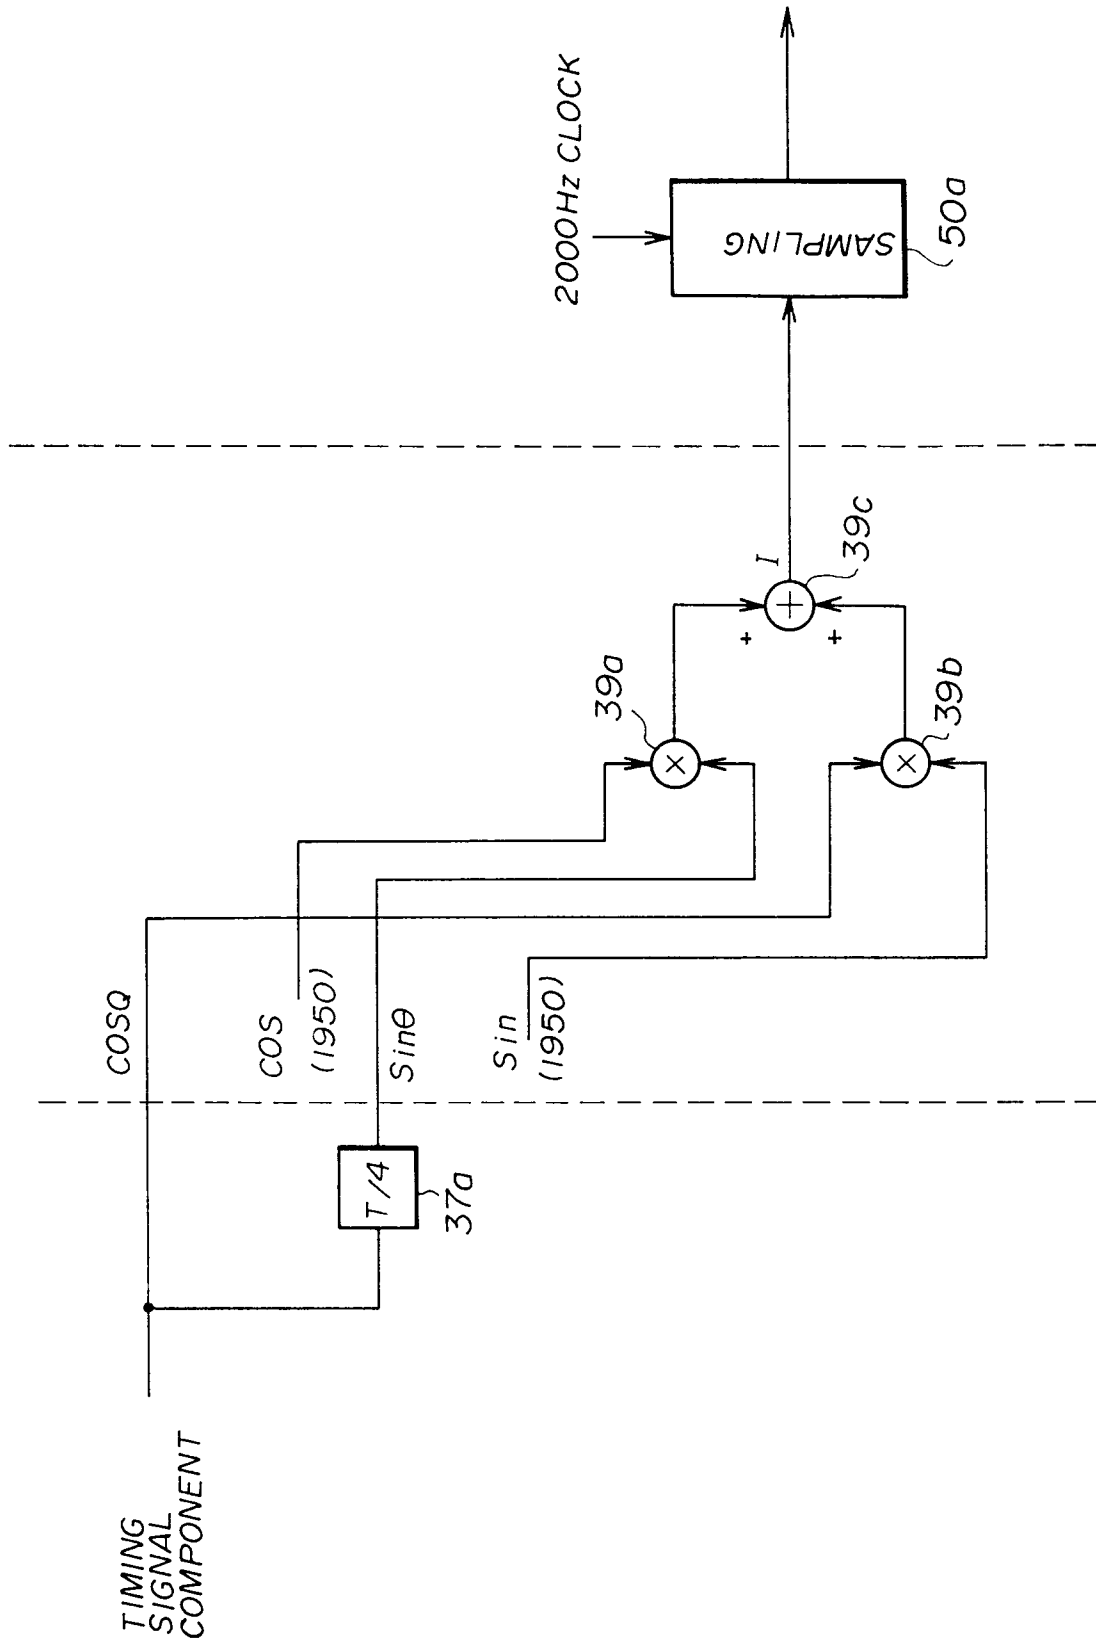 TIMING
SIGNAL
COMPONENT
T/4
37a
COSQ
COS
(1950)
Sinθ
Sin
(1950)
39a
×
39b
×
+
+
I
+
39c
2000Hz CLOCK
SAMPLING
50a